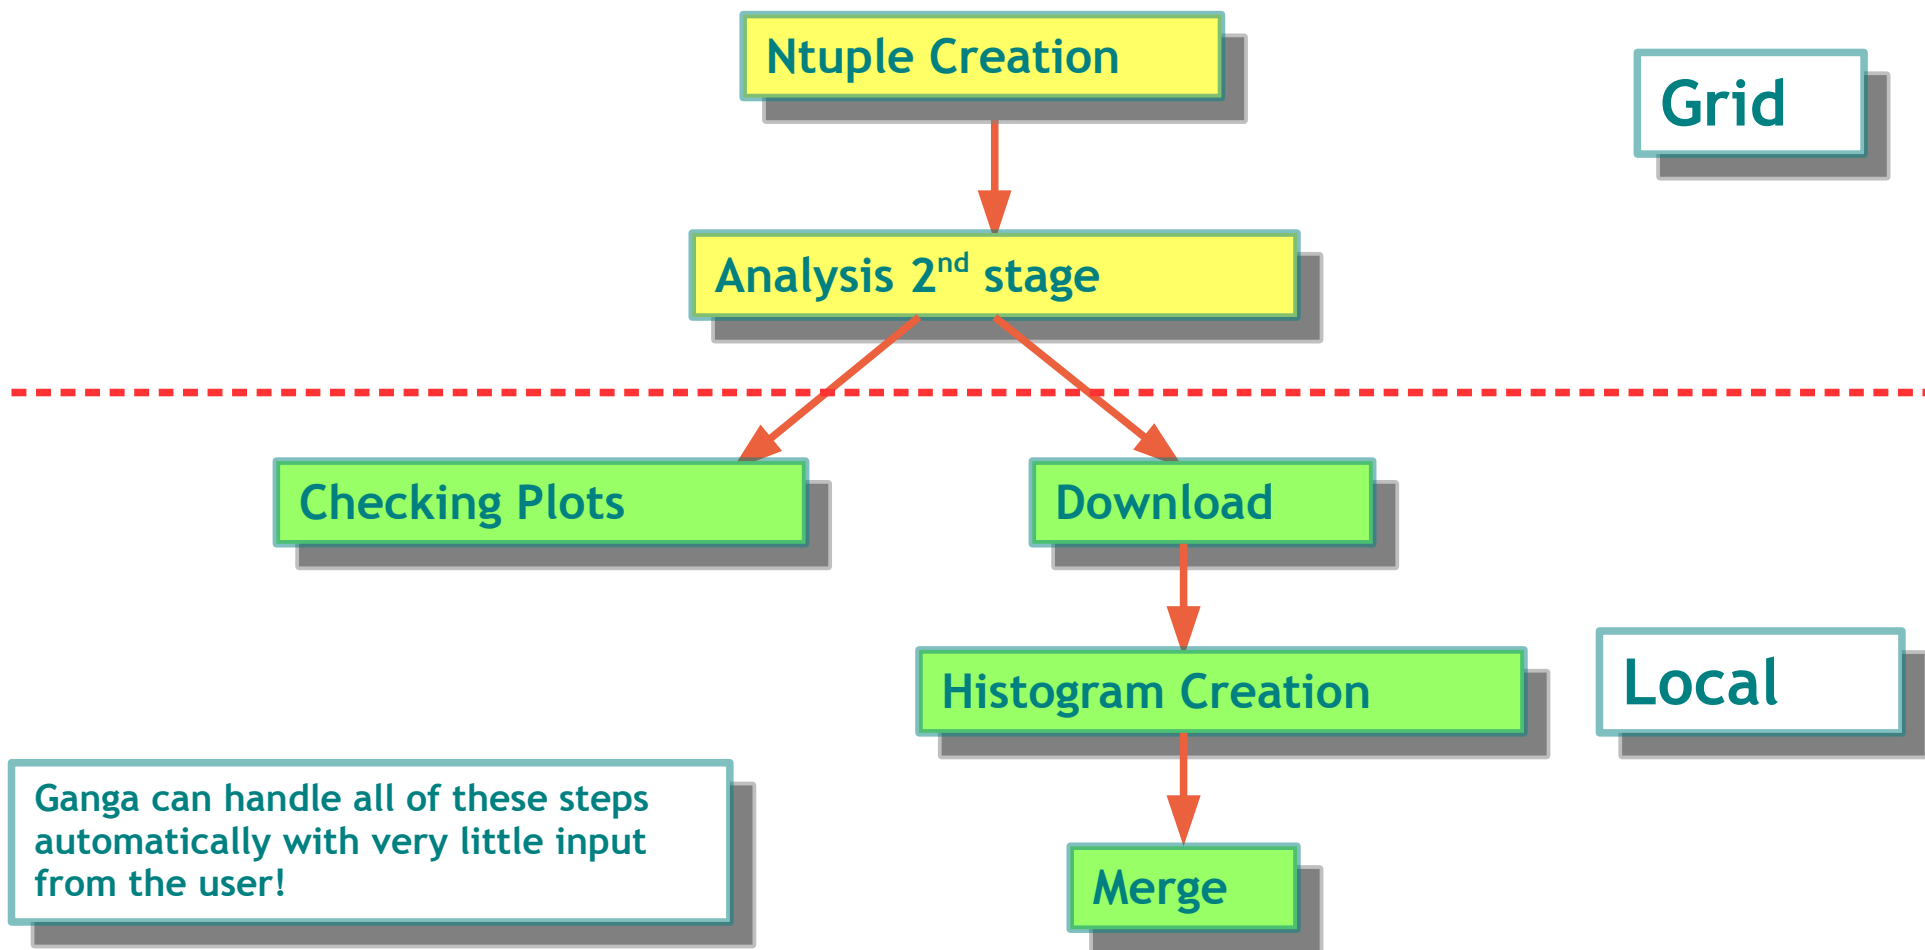 Ntuple Creation
Grid
Analysis 2nd stage
Checking Plots
Download
Histogram Creation
Local
Ganga can handle all of these steps
automatically with very little input
from the user!
Merge